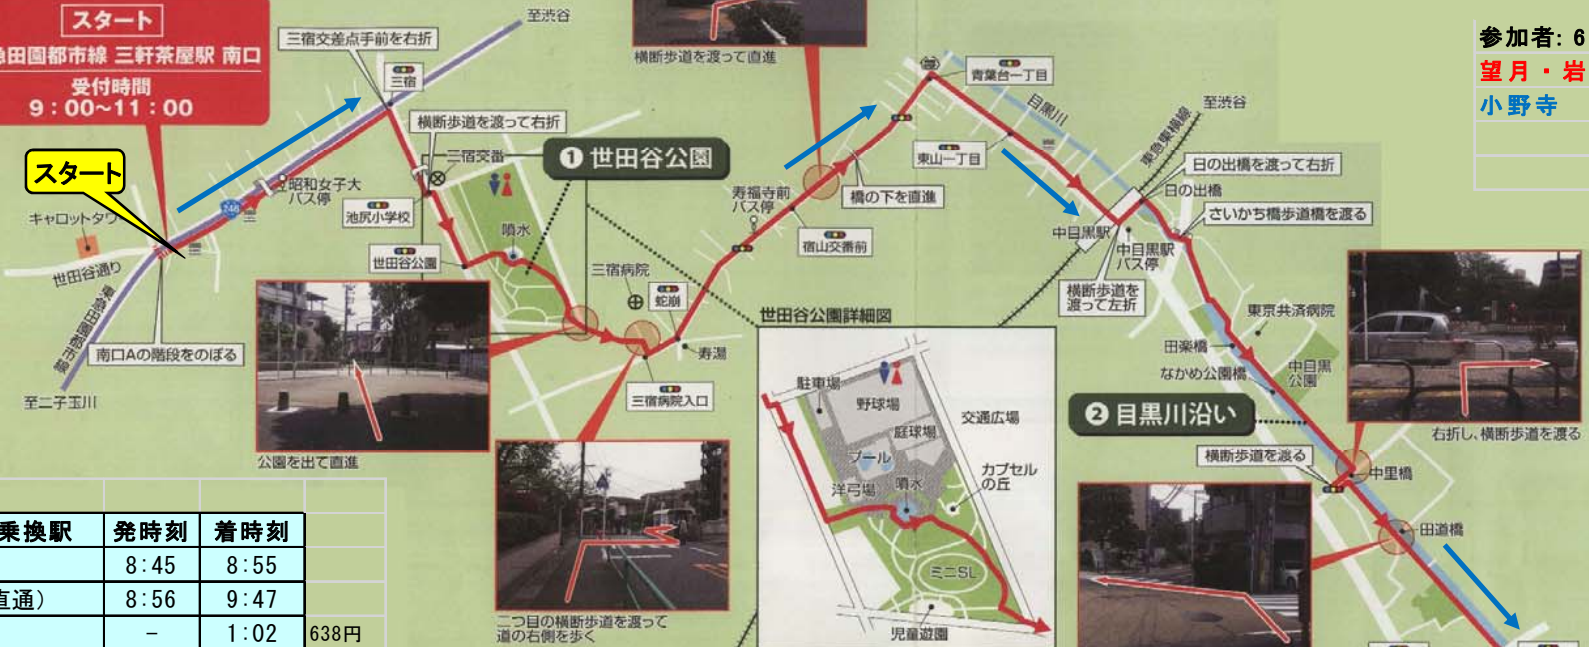 スタート
急田園都市線 三軒茶屋駅 南口
受付時間
9：00～11：00
スタート
至渋谷
三宿交差点手前を右折
三宿
横断歩道を渡って右折
三宿交番
❶ 世田谷公園
昭和女子大
バス停
246
池尻小学校
キャロットタワ
世田谷通り
東急田園都市線
南口Aの階段をのぼる
至二子玉川
世田谷公園
噴水
三宿病院
蛇崩
寿湯
三宿病院入口
公園を出て直進
二つ目の横断歩道を渡って
道の右側を歩く
横断歩道を渡って直進
寿福寺前
バス停
宿山交番前
橋の下を直進
青葉台一丁目
目黒川
東山一丁目
至渋谷
東急東横線
日の出橋を渡って右折
日の出橋
さいかち橋歩道橋を渡る
中目黒駅
中目黒駅
バス停
横断歩道を
渡って左折
東京共済病院
田楽橋
なかめ公園橋
中目黒
公園
❷ 目黒川沿い
横断歩道を渡る
中里橋
田道橋
右折し、横断歩道を渡る
世田谷公園詳細図
駐車場
野球場
庭球場
交通広場
プール
洋弓場
噴水
カプセル
の丘
ミニSL
児童遊園
参加者: 6
望月・岩
小野寺
乗換駅 発時刻 着時刻
8:45 8:55
直通） 8:56 9:47
－ 1:02 638円